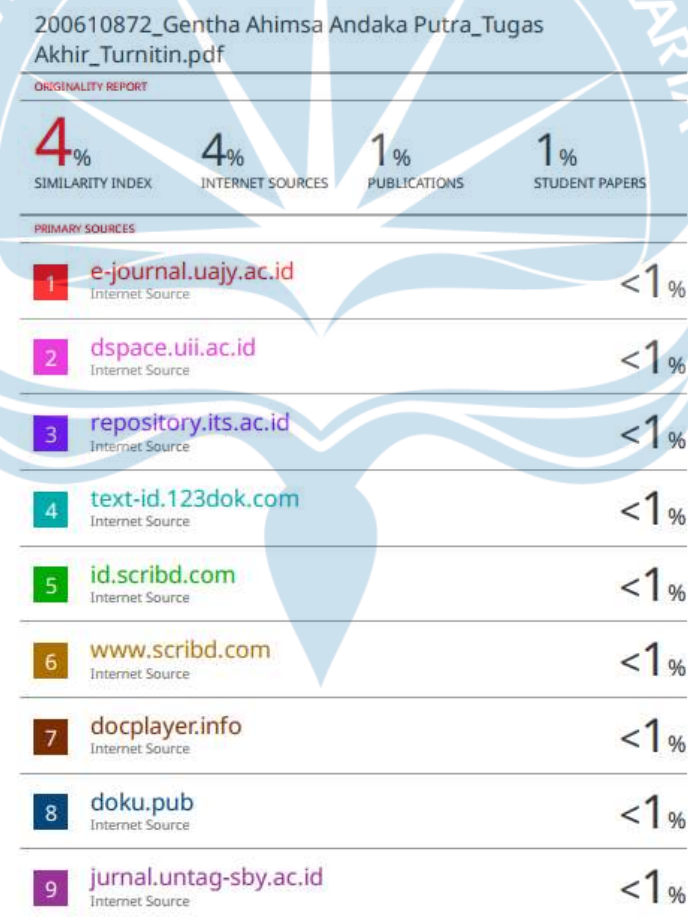 200610872_Gentha Ahimsa Andaka Putra_Tugas
Akhir_Turnitin.pdf
ORIGINALITY REPORT
4%
SIMILARITY INDEX
4%
INTERNET SOURCES
1%
PUBLICATIONS
1%
STUDENT PAPERS
PRIMARY SOURCES
1 e-journal.uajy.ac.id <1%
Internet Source
2 dspace.uii.ac.id <1%
Internet Source
3 repository.its.ac.id <1%
Internet Source
4 text-id.123dok.com <1%
Internet Source
5 id.scribd.com <1%
Internet Source
6 www.scribd.com <1%
Internet Source
7 docplayer.info <1%
Internet Source
8 doku.pub <1%
Internet Source
9 jurnal.untag-sby.ac.id <1%
Internet Source